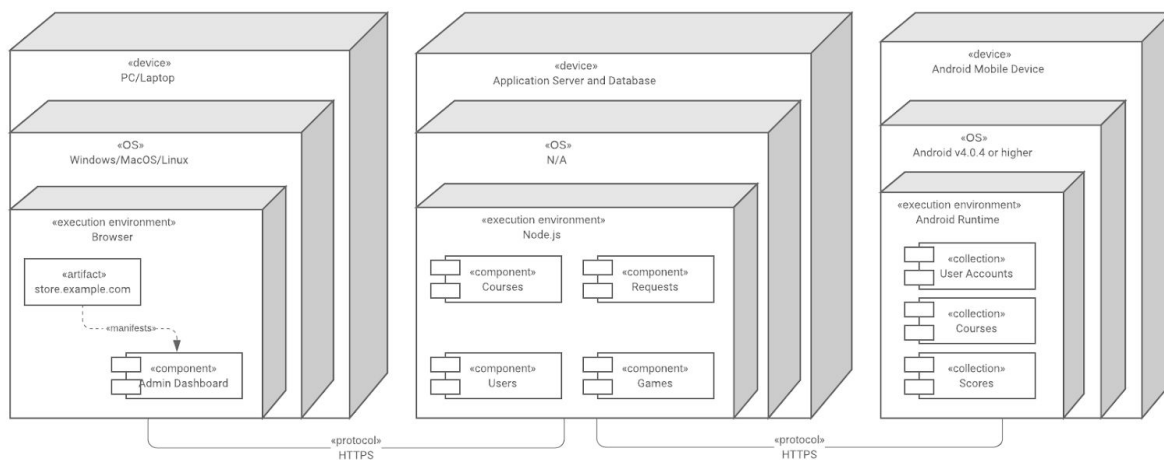 «device»
PC/Laptop
«OS»
Windows/MacOS/Linux
«execution environment»
Browser
«artifact»
store.example.com
«manifests»
«component»
Admin Dashboard
«device»
Application Server and Database
«OS»
N/A
«execution environment»
Node.js
«component»
Courses
«component»
Requests
«component»
Users
«component»
Games
«device»
Android Mobile Device
«OS»
Android v4.0.4 or higher
«execution environment»
Android Runtime
«collection»
User Accounts
«collection»
Courses
«collection»
Scores
«protocol»
HTTPS
«protocol»
HTTPS